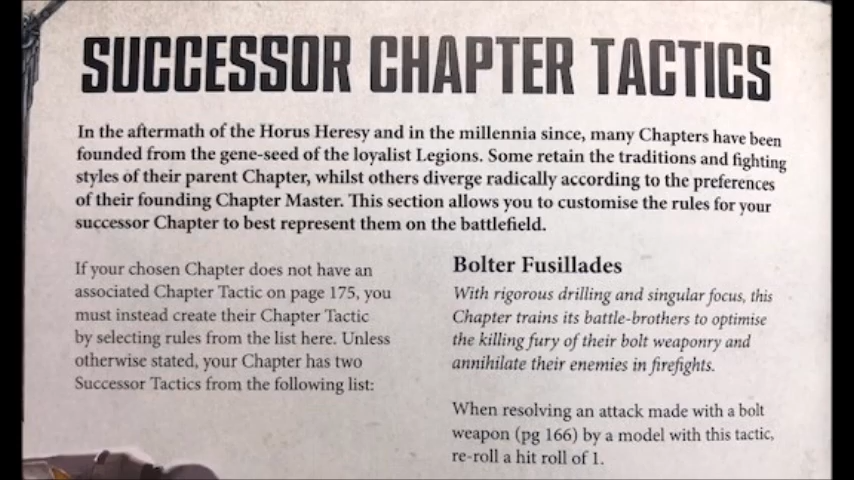 SUCCESSOR CHAPTER TACTICS
In the aftermath of the Horus Heresy and in the millennia since, many Chapters have been
founded from the gene-seed of the loyalist Legions. Some retain the traditions and fighting
styles of their parent Chapter, whilst others diverge radically according to the preferences
of their founding Chapter Master. This section allows you to customise the rules for your
successor Chapter to best represent them on the battlefield.
If your chosen Chapter does not have an
associated Chapter Tactic on page 175, you
must instead create their Chapter Tactic
by selecting rules from the list here. Unless
otherwise stated, your Chapter has two
Successor Tactics from the following list:
Bolter Fusillades
With rigorous drilling and singular focus, this
Chapter trains its battle-brothers to optimise
the killing fury of their bolt weaponry and
annihilate their enemies in firefights.
When resolving an attack made with a bolt
weapon (pg 166) by a model with this tactic,
re-roll a hit roll of 1.